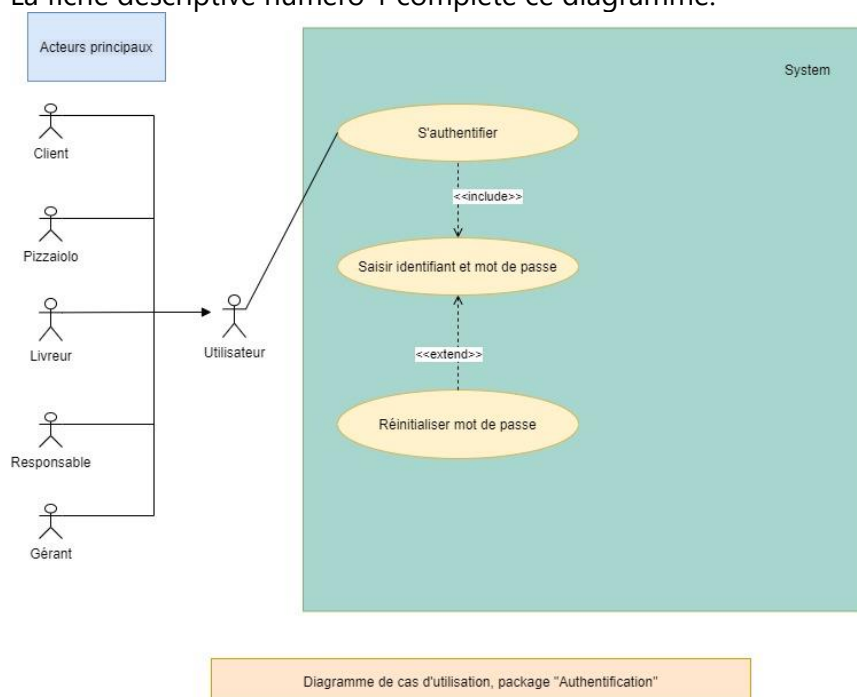 La fiche descriptive numéro 1 complète ce diagramme.
Acteurs principaux
System
Client
S'authentifier
<<include>>
Pizzaiolo
Saisir identifiant et mot de passe
Livreur
Utilisateur
<<extend>>
Réinitialiser mot de passe
Responsable
Gérant
Diagramme de cas d'utilisation, package "Authentification"